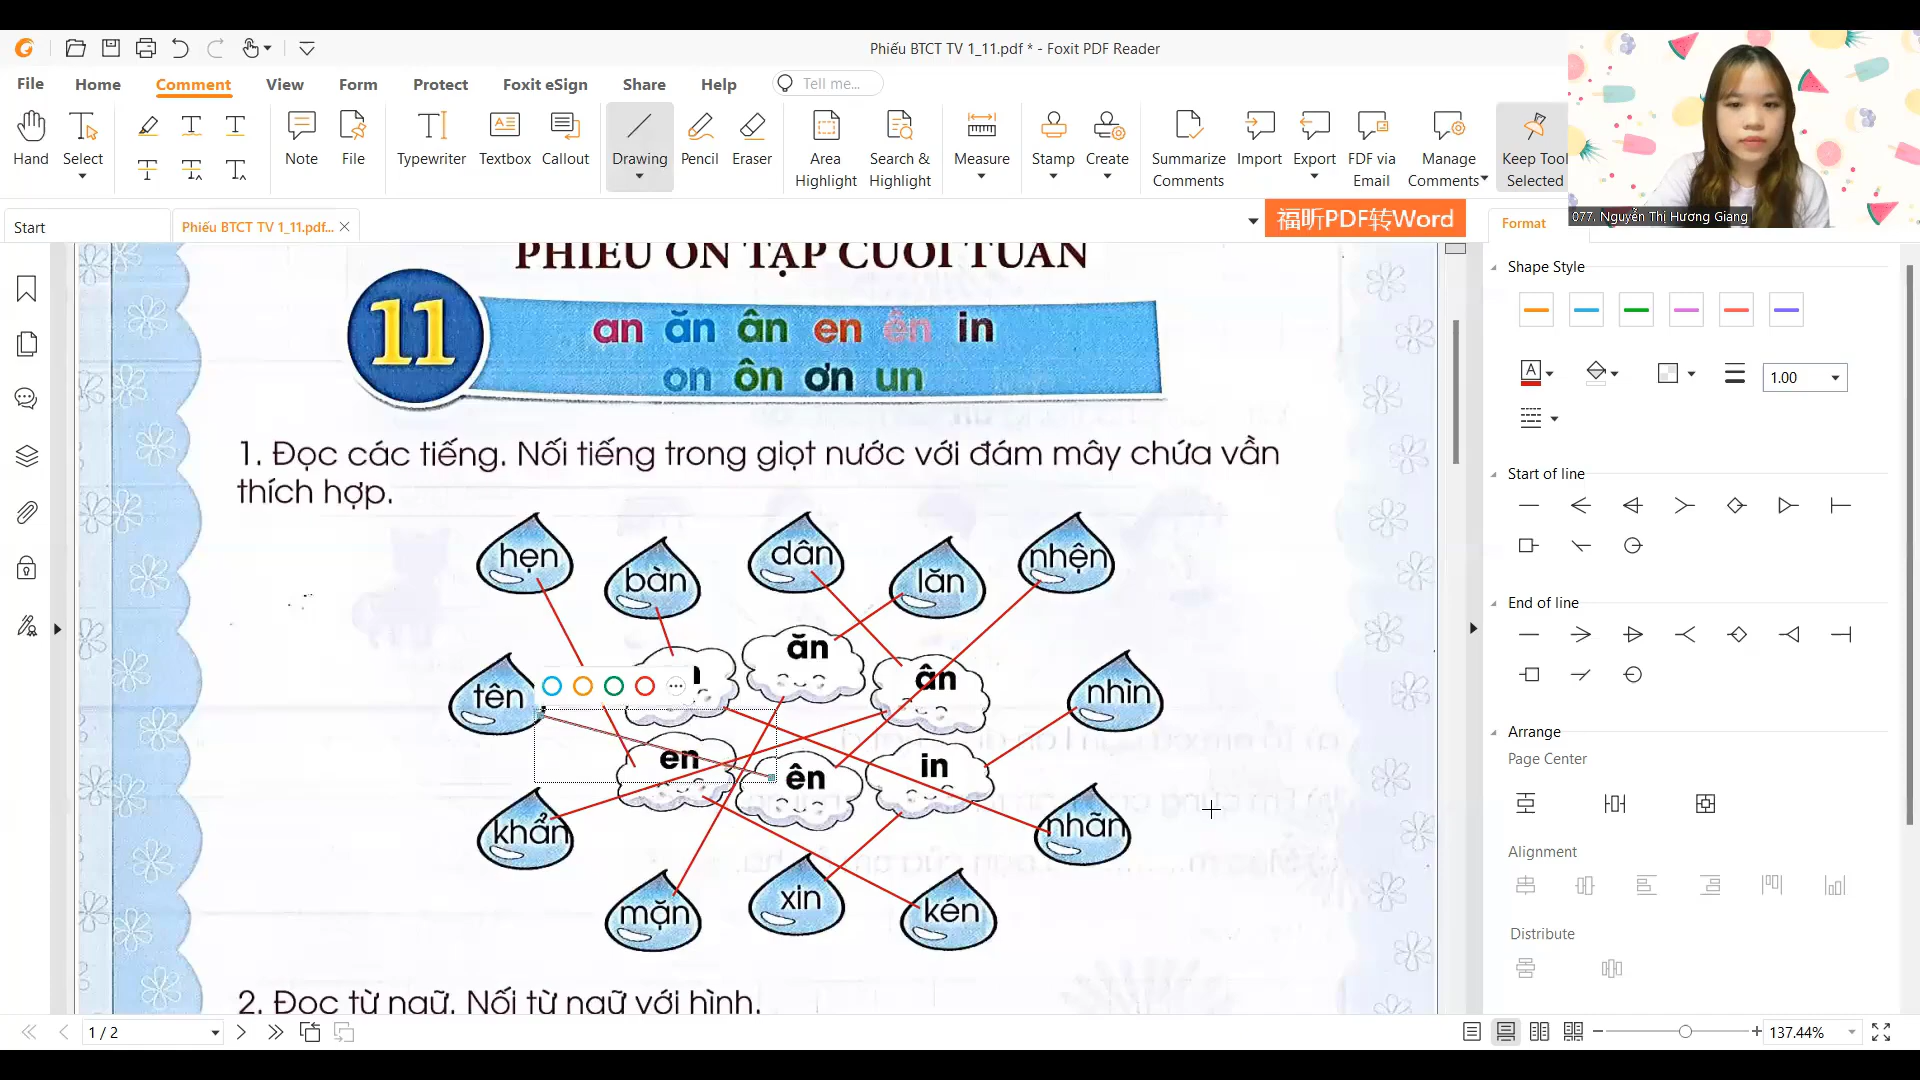 Phiếu BTCT TV 1_11.pdf * - Foxit PDF Reader
File Home Comment View Form Protect Foxit eSign Share Help Tell me...
Hand Select Note File Typewriter Textbox Callout Drawing Pencil Eraser Area Highlight Search & Highlight Measure Stamp Create Summarize Comments Import Export FDF via Email Manage Comments Keep Tool Selected
077. Nguyễn Thị Hương Giang
Start Phiếu BTCT TV 1_11.pdf... 福昕PDF转Word Format
PHIẾU ÔN TẬP CUỐI TUẦN
11
an ăn ân en ên in
on ôn ơn un
1. Đọc các tiếng. Nối tiếng trong giọt nước với đám mây chứa vần
thích hợp.
hẹn bàn dân lăn nhện
ăn ân
tên nhìn
en ên in
khẩn nhãn
mặn xin kén
2. Đọc từ ngữ. Nối từ ngữ với hình.
Shape Style
1.00
Start of line
End of line
Arrange
Page Center
Alignment
Distribute
1 / 2
137.44%